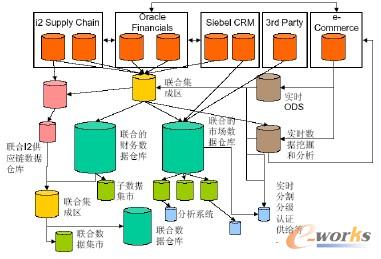 i2 Supply Chain
Oracle
Financials
Siebel CRM
3rd Party
e-
Commerce
联合集
成区
实时
ODS
联合I2供
应链数据
仓库
联合的
财务数
据仓库
联合的
市场数
据仓库
实时数
据挖掘
和分析
联合集
成区
子数据
集市
分析系统
联合数
据集市
联合数
据仓库
实时
分割
分级
认证
供给等
e-works